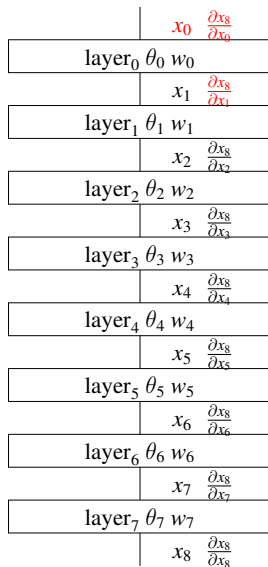 x₀ ∂x₈/∂x₀
layer₀ θ₀ w₀
x₁ ∂x₈/∂x₁
layer₁ θ₁ w₁
x₂ ∂x₈/∂x₂
layer₂ θ₂ w₂
x₃ ∂x₈/∂x₃
layer₃ θ₃ w₃
x₄ ∂x₈/∂x₄
layer₄ θ₄ w₄
x₅ ∂x₈/∂x₅
layer₅ θ₅ w₅
x₆ ∂x₈/∂x₆
layer₆ θ₆ w₆
x₇ ∂x₈/∂x₇
layer₇ θ₇ w₇
x₈ ∂x₈/∂x₈